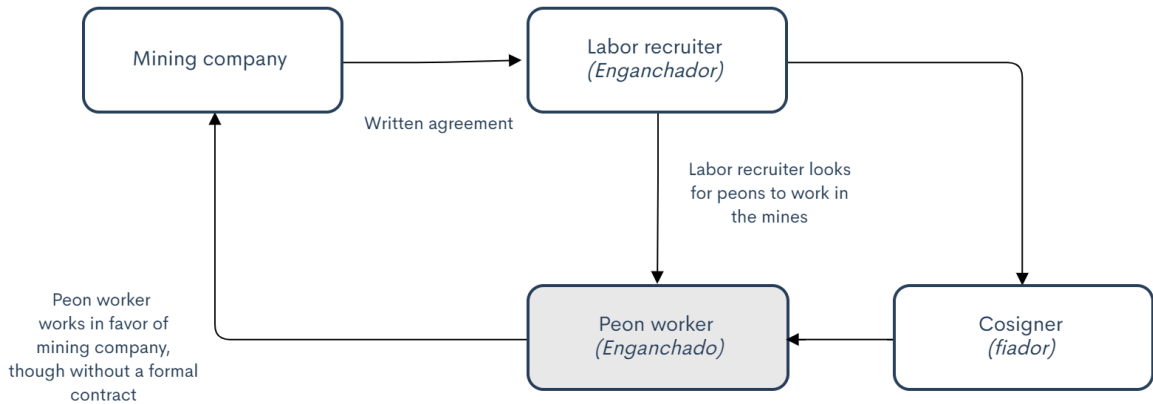 Mining company
Labor recruiter
(Enganchador)
Written agreement
Labor recruiter looks
for peons to work in
the mines
Peon worker
works in favor of
mining company,
though without a formal
contract
Peon worker
(Enganchado)
Cosigner
(fiador)